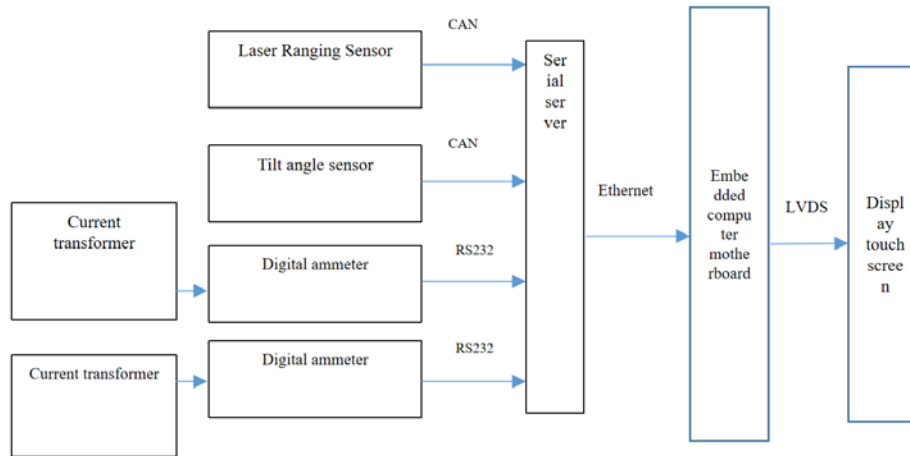 CAN
Laser Ranging Sensor
Ser
ial
ser
ver
CAN
Tilt angle sensor
Ethernet
Embe
dded
compu
ter
mothe
rboard
LVDS
Displ
ay
touch
scree
n
Current
transformer
RS232
Digital ammeter
RS232
Digital ammeter
Current transformer